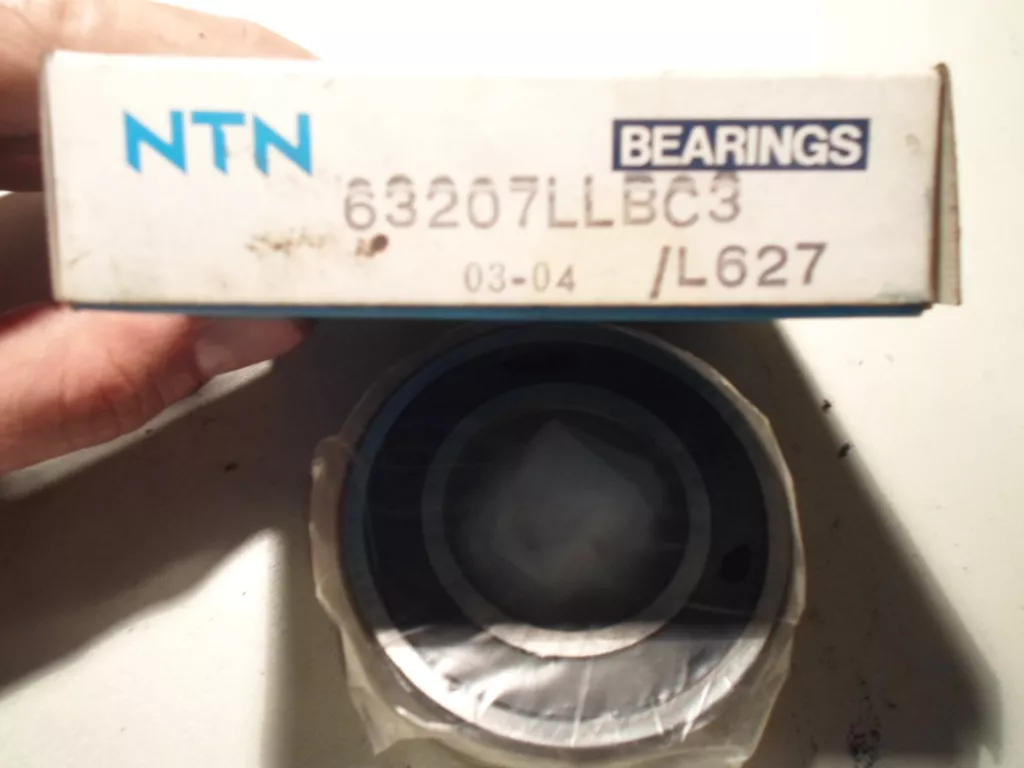 NTN BEARINGS
63207LLBC3
03-04 /L627